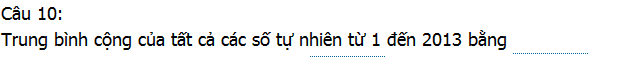 Câu 10:
Trung bình cộng của tất cả các số tự nhiên từ 1 đến 2013 bằng